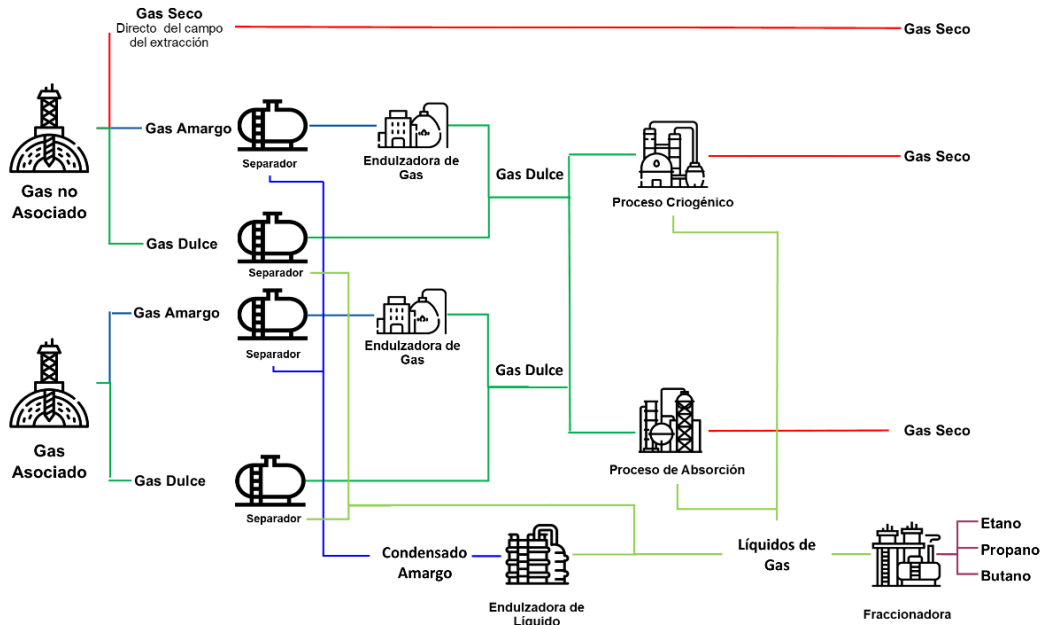 Gas Seco
Directo del campo
del extracción
Gas Seco
Gas Amargo
Separador
Endulzadora de
Gas
Gas no
Asociado
Gas Dulce
Proceso Criogénico
Gas Seco
Gas Dulce
Separador
Gas Amargo
Separador
Endulzadora de
Gas
Gas Dulce
Gas
Asociado
Proceso de Absorción
Gas Seco
Gas Dulce
Separador
Condensado
Amargo
Endulzadora de
Líguido
Líquidos de
Gas
Fraccionadora
Etano
Propano
Butano